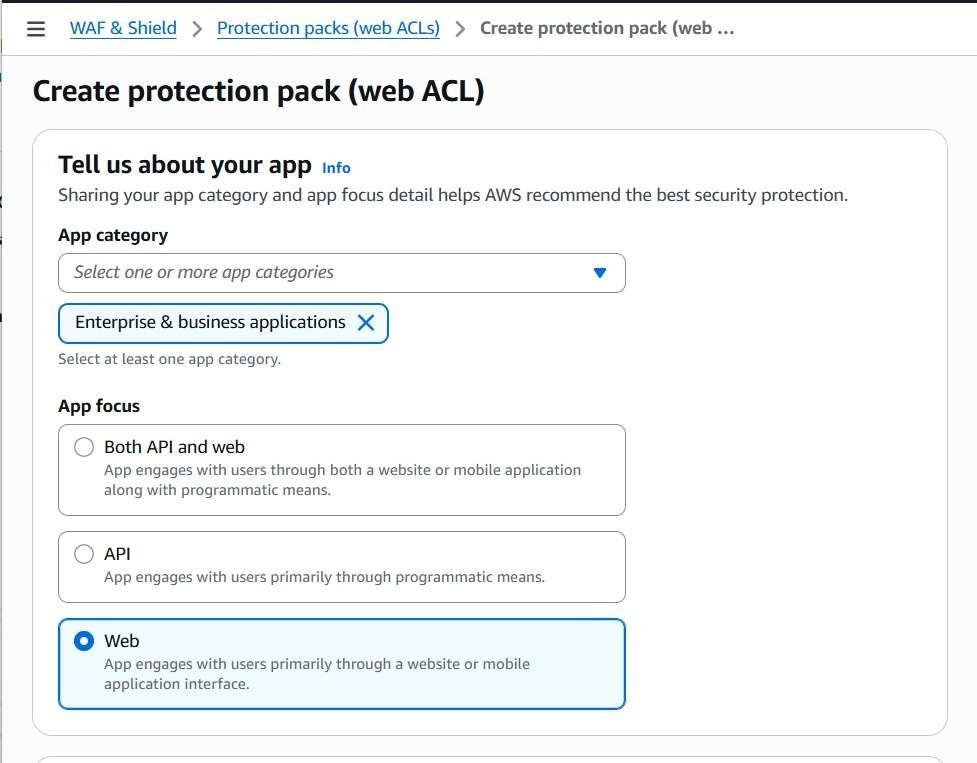 WAF & Shield > Protection packs (web ACLs) > Create protection pack (web ...
Create protection pack (web ACL)
Tell us about your app Info
Sharing your app category and app focus detail helps AWS recommend the best security protection.
App category
Select one or more app categories
Enterprise & business applications
Select at least one app category.
App focus
Both API and web
App engages with users through both a website or mobile application
along with programmatic means.
API
App engages with users primarily through programmatic means.
Web
App engages with users primarily through a website or mobile
application interface.